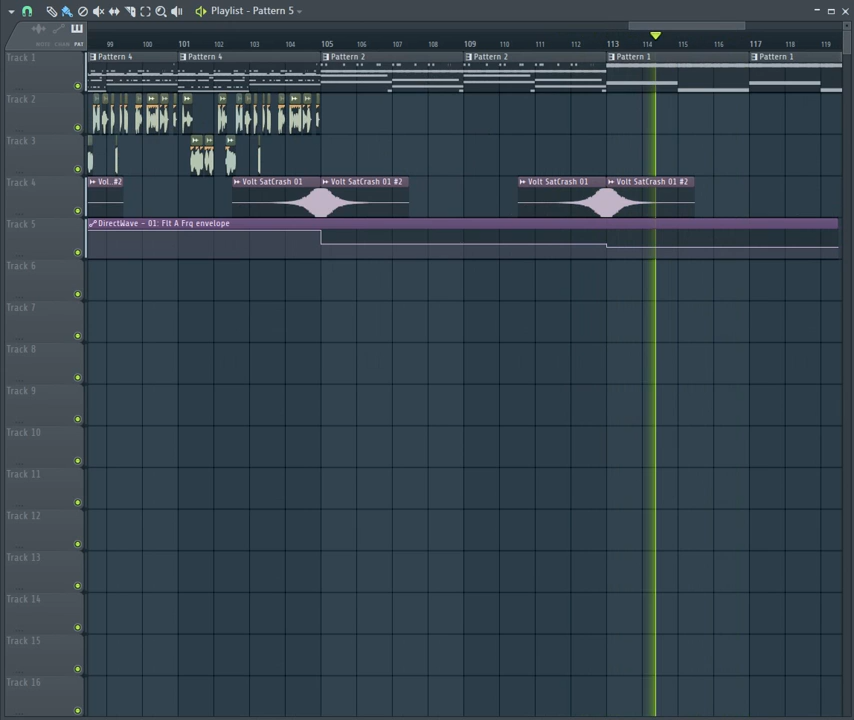 Playlist - Pattern 5
NOTE CHAN PAT
99 100 101 102 103 104 105 106 107 108 109 110 111 112 113 114 115 116 117 118 119
Track 1 Pattern 4 Pattern 4 Pattern 2 Pattern 2 Pattern 1 Pattern 1
Track 2
Track 3
Track 4 Vol..#2 Volt SatCrash 01 Volt SatCrash 01 #2 Volt SatCrash 01 Volt SatCrash 01 #2
Track 5 DirectWave - 01: Flt A Frq envelope
Track 6
Track 7
Track 8
Track 9
Track 10
Track 11
Track 12
Track 13
Track 14
Track 15
Track 16